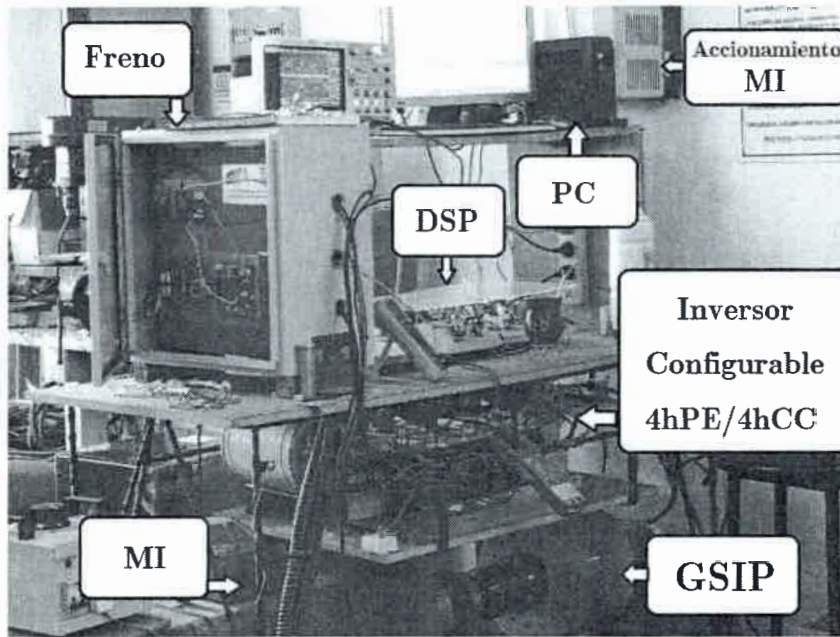 Freno
Accionamiento
MI
PC
DSP
Inversor
Configurable
4hPE/4hCC
MI
GSIP